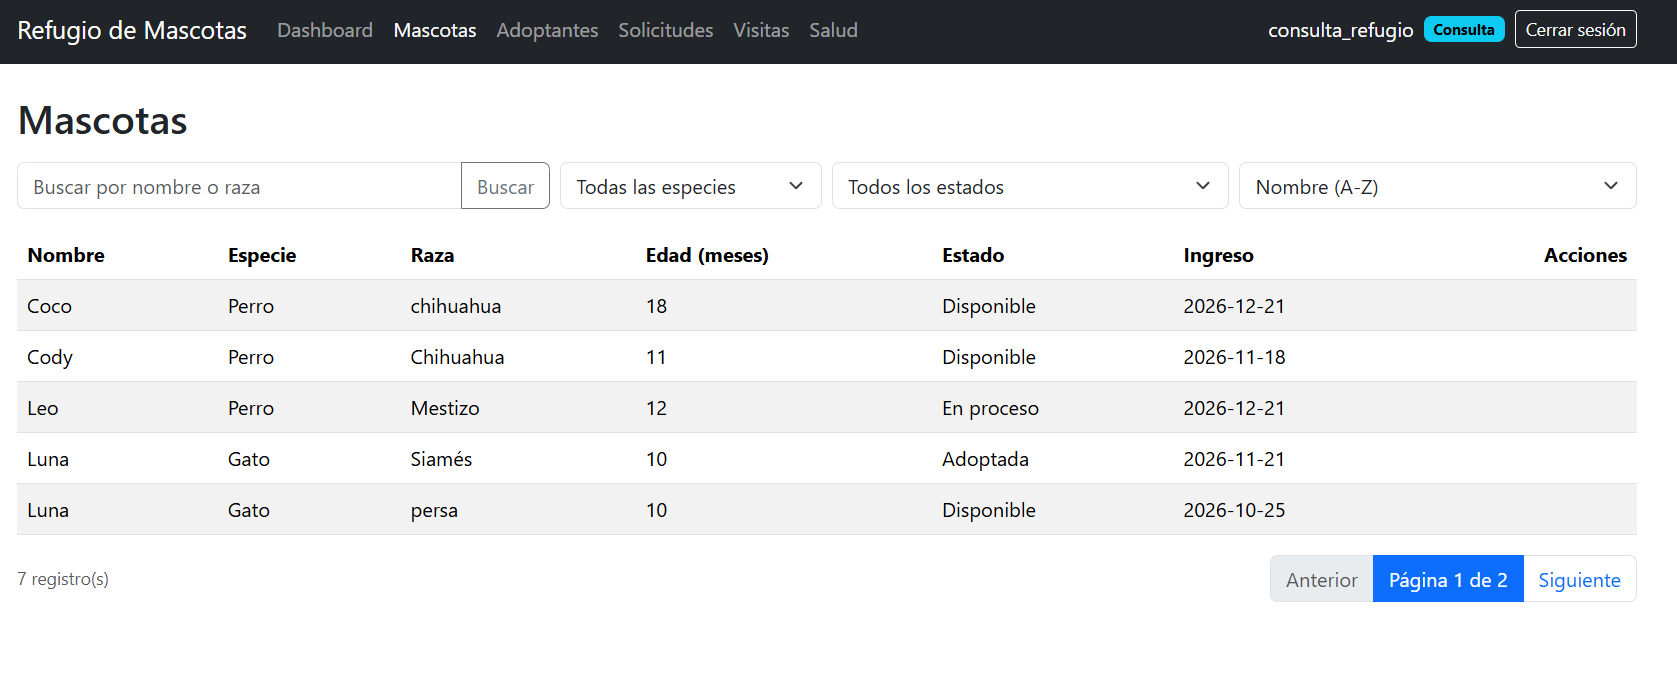 Refugio de Mascotas Dashboard Mascotas Adoptantes Solicitudes Visitas Salud consulta_refugio Consulta Cerrar sesión
Mascotas
Buscar por nombre o raza Buscar Todas las especies Todos los estados Nombre (A-Z)
Nombre Especie Raza Edad (meses) Estado Ingreso Acciones
Coco Perro chihuahua 18 Disponible 2026-12-21
Cody Perro Chihuahua 11 Disponible 2026-11-18
Leo Perro Mestizo 12 En proceso 2026-12-21
Luna Gato Siamés 10 Adoptada 2026-11-21
Luna Gato persa 10 Disponible 2026-10-25
7 registro(s) Anterior Página 1 de 2 Siguiente